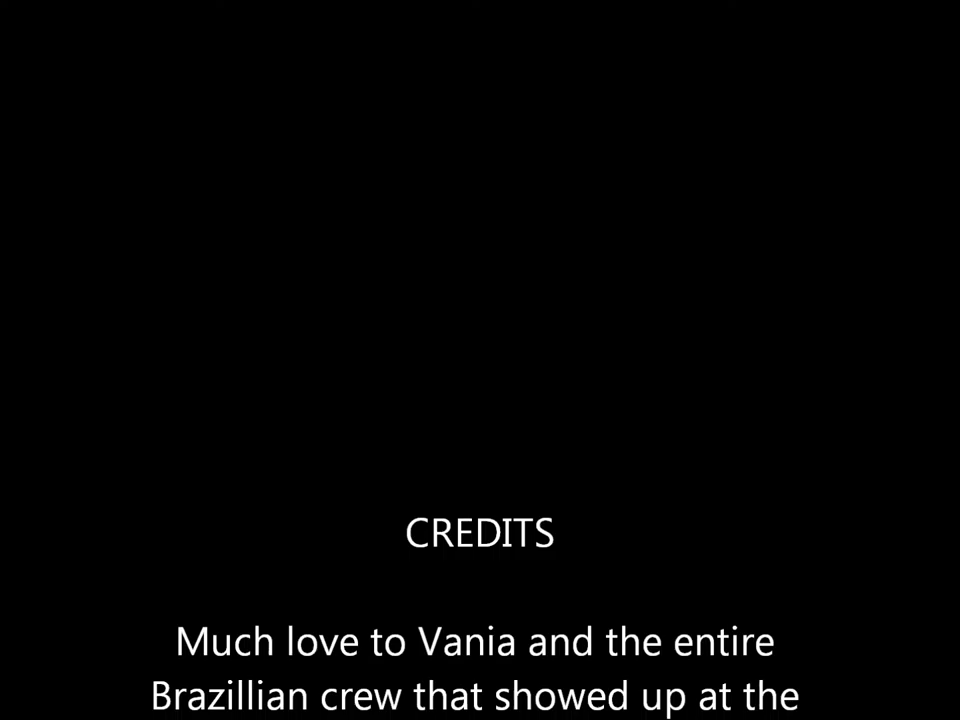 CREDITS
Much love to Vania and the entire
Brazillian crew that showed up at the